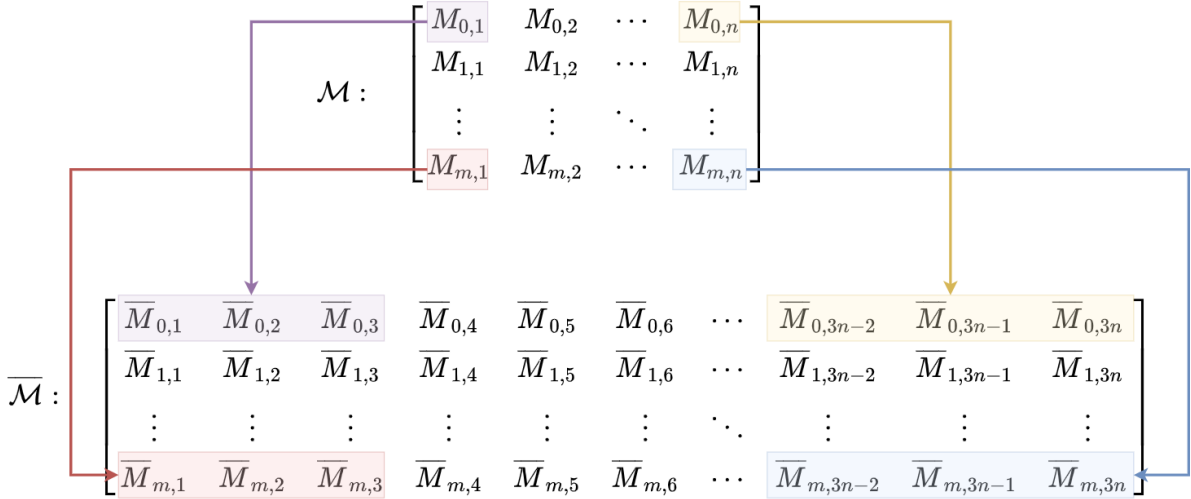 M_{0,1} M_{0,2} ⋯ M_{0,n}
M_{1,1} M_{1,2} ⋯ M_{1,n}
ℳ :
⋮ ⋮ ⋱ ⋮
M_{m,1} M_{m,2} ⋯ M_{m,n}
M̅_{0,1} M̅_{0,2} M̅_{0,3} M̅_{0,4} M̅_{0,5} M̅_{0,6} ⋯ M̅_{0,3n−2} M̅_{0,3n−1} M̅_{0,3n}
M̅_{1,1} M̅_{1,2} M̅_{1,3} M̅_{1,4} M̅_{1,5} M̅_{1,6} ⋯ M̅_{1,3n−2} M̅_{1,3n−1} M̅_{1,3n}
ℳ̅ :
⋮ ⋮ ⋮ ⋮ ⋮ ⋮ ⋱ ⋮ ⋮ ⋮
M̅_{m,1} M̅_{m,2} M̅_{m,3} M̅_{m,4} M̅_{m,5} M̅_{m,6} ⋯ M̅_{m,3n−2} M̅_{m,3n−1} M̅_{m,3n}